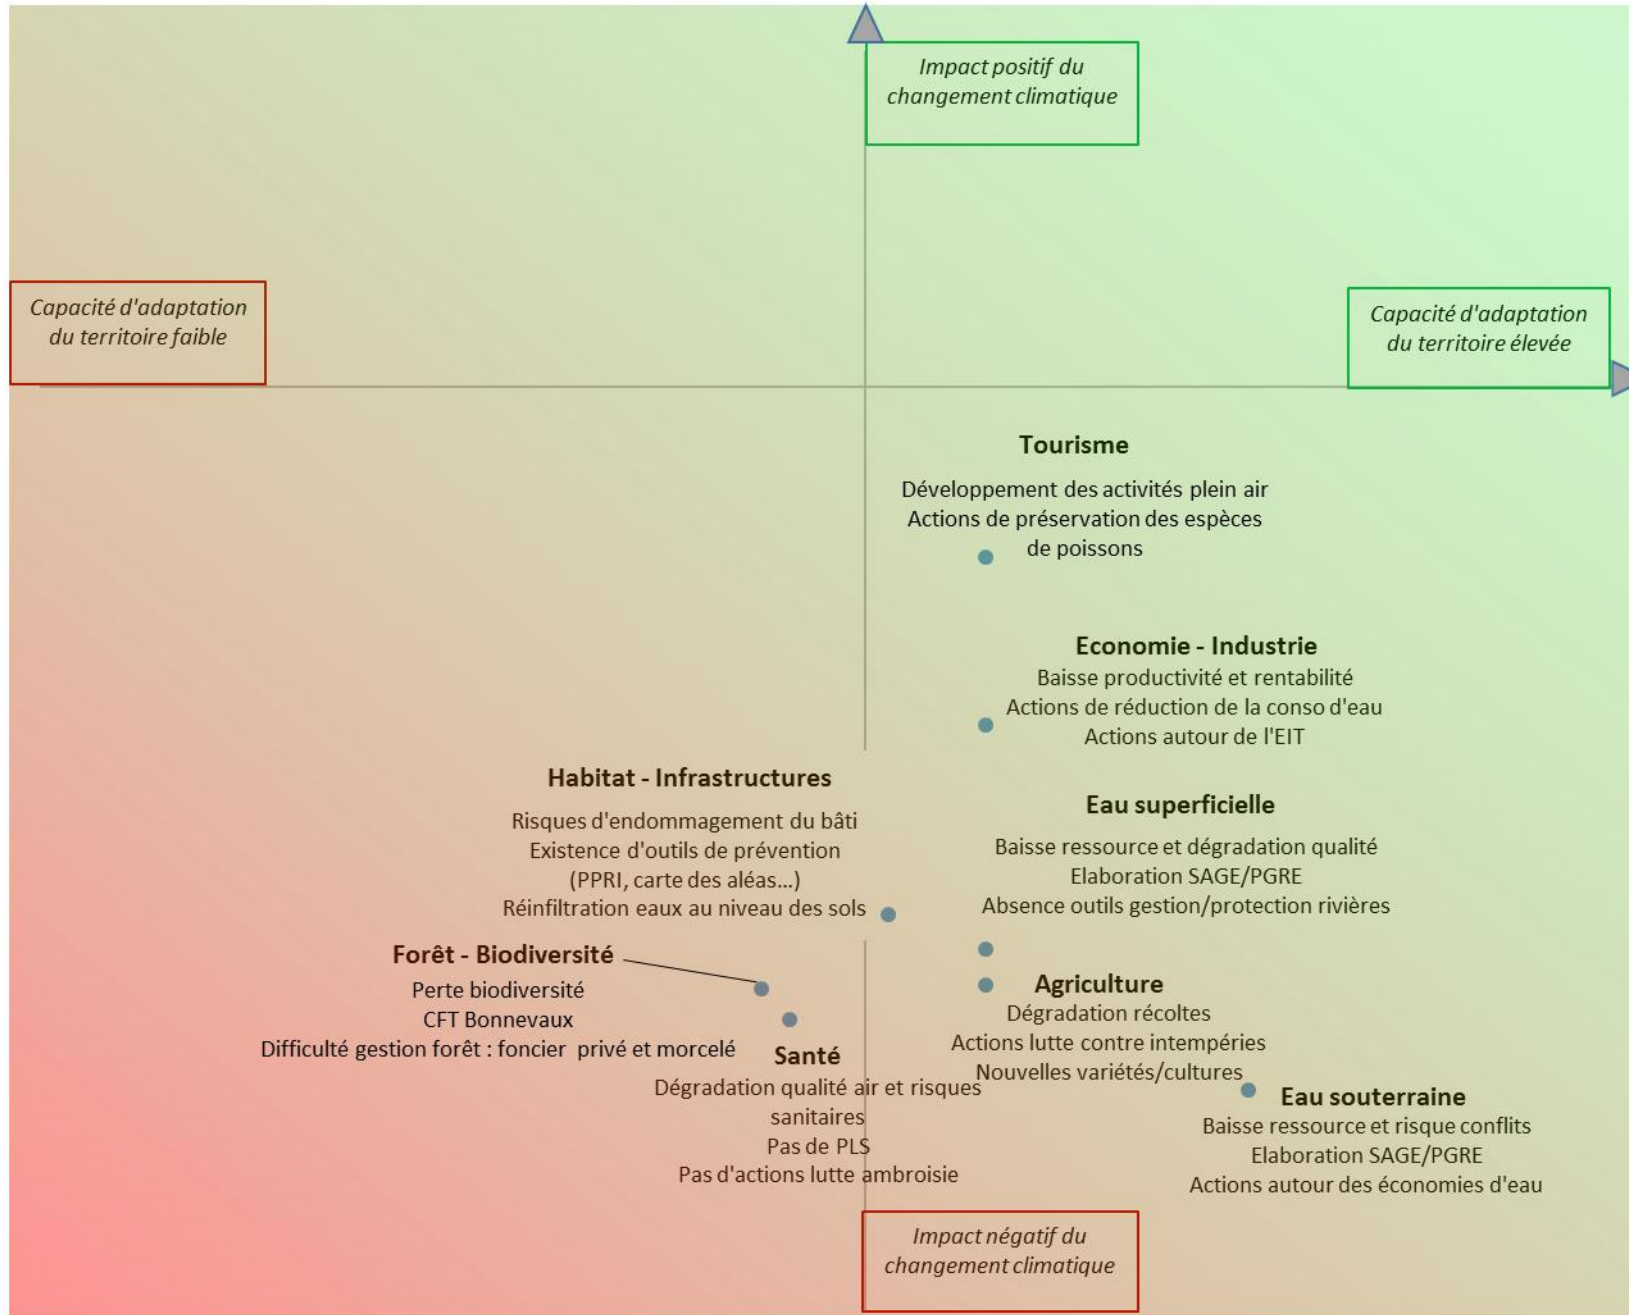 Impact positif du
changement climatique
Capacité d'adaptation
du territoire faible
Capacité d'adaptation
du territoire élevée
Tourisme
Développement des activités plein air
Actions de préservation des espèces
de poissons
Economie - Industrie
Baisse productivité et rentabilité
Actions de réduction de la conso d'eau
Actions autour de l'EIT
Habitat - Infrastructures
Risques d'endommagement du bâti
Existence d'outils de prévention
(PPRI, carte des aléas...)
Réinfiltration eaux au niveau des sols
Eau superficielle
Baisse ressource et dégradation qualité
Elaboration SAGE/PGRE
Absence outils gestion/protection rivières
Forêt - Biodiversité
Perte biodiversité
CFT Bonnevaux
Difficulté gestion forêt : foncier privé et morcelé
Agriculture
Dégradation récoltes
Actions lutte contre intempéries
Nouvelles variétés/cultures
Santé
Dégradation qualité air et risques
sanitaires
Pas de PLS
Pas d'actions lutte ambroisie
Eau souterraine
Baisse ressource et risque conflits
Elaboration SAGE/PGRE
Actions autour des économies d'eau
Impact négatif du
changement climatique